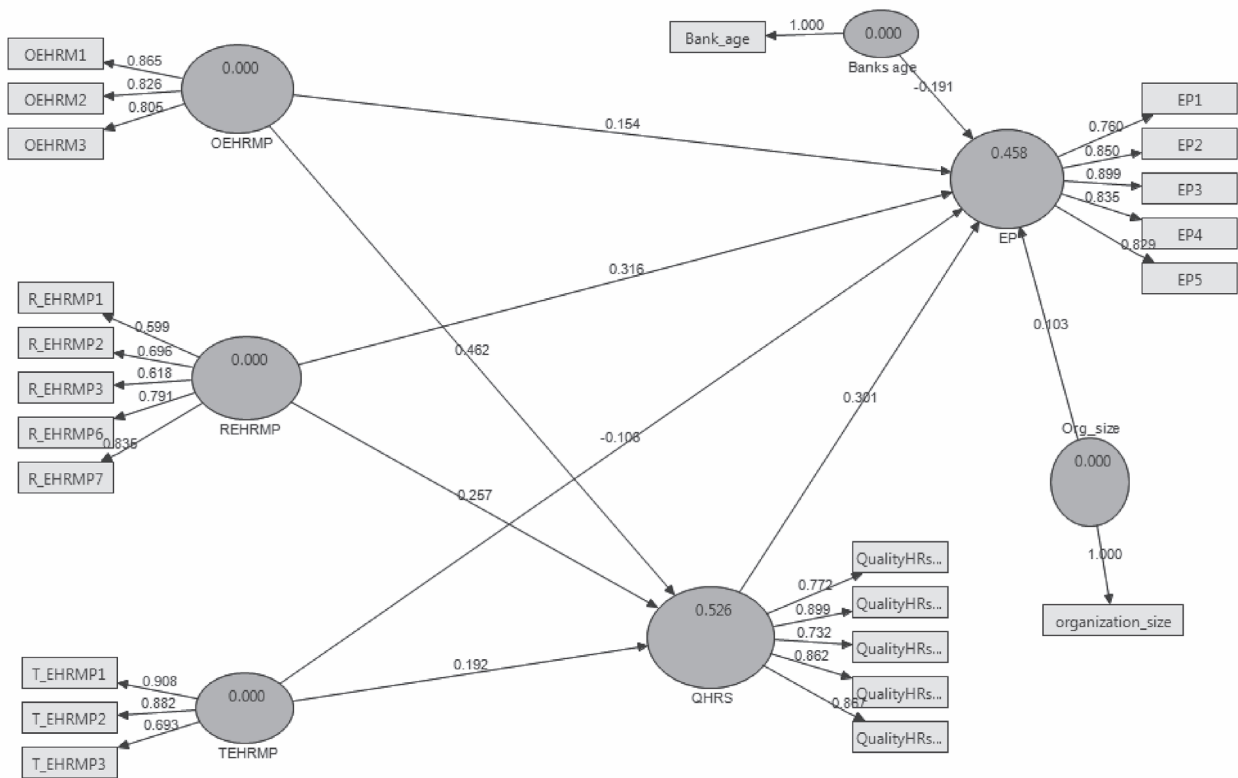 Bank_age
1.000
0.000
Banks age
-0.191
OEHRM1
OEHRM2
OEHRM3
0.865
0.826
0.805
0.000
OEHRMP
0.154
0.462
EP1
EP2
EP3
EP4
EP5
0.760
0.850
0.899
0.835
0.829
0.458
EP
R_EHRMP1
R_EHRMP2
R_EHRMP3
R_EHRMP6
R_EHRMP7
0.599
0.696
0.618
0.791
0.835
0.000
REHRMP
0.316
0.257
-0.106
0.301
0.103
Org_size
0.000
1.000
organization_size
T_EHRMP1
T_EHRMP2
T_EHRMP3
0.908
0.882
0.693
0.000
TEHRMP
0.192
0.526
QHRS
0.772
0.899
0.732
0.862
0.867
QualityHRs...
QualityHRs...
QualityHRs...
QualityHRs...
QualityHRs...